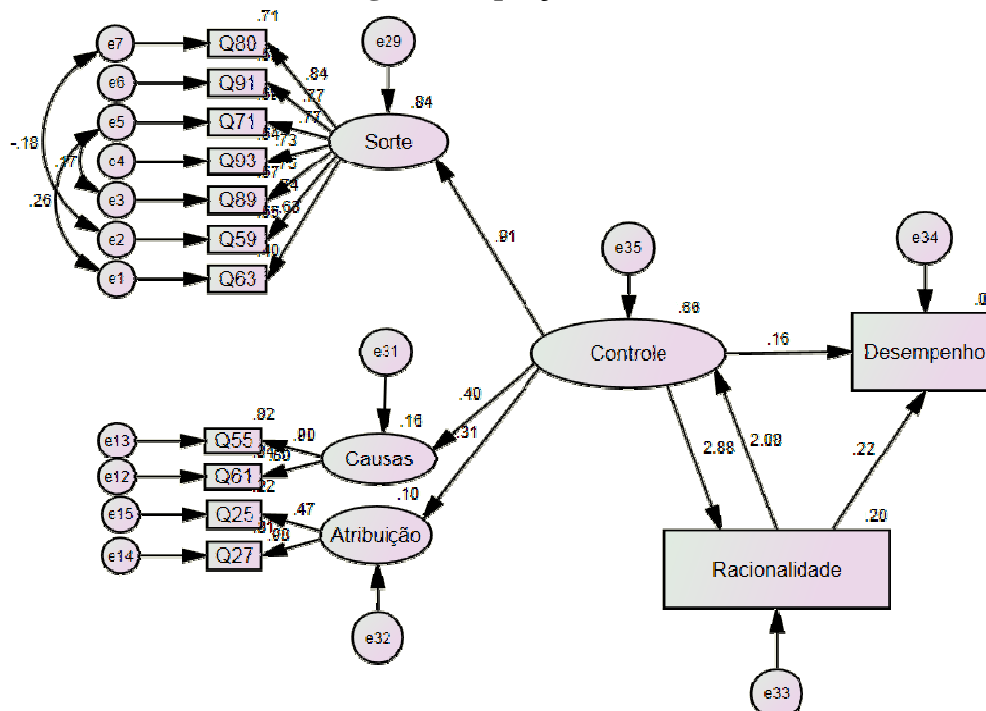 .71
e7
Q80
e29
.84
.84
e6
Q91
.77
e5
Q71
.77
Sorte
-.19
.17
e4
Q93
.73
.26
e3
Q89
e2
Q59
e1
.40
Q63
.91
e35
e34
.66
.16
Controle
Desempenho
e31
.40
.31
.16
.92
.90
e13
Q55
Causas
2.88
2.08
.22
e12
Q61
.22
.10
.20
e15
Q25
.47
Atribuição
e14
Q27
Racionalidade
e32
e33